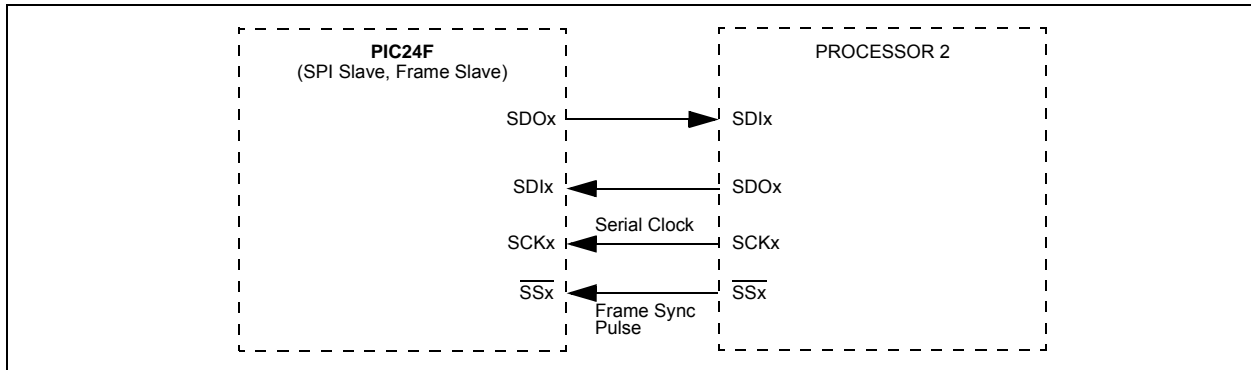 PIC24F
(SPI Slave, Frame Slave)
PROCESSOR 2
SDOx
SDIx
SDIx
SDOx
Serial Clock
SCKx
SCKx
SSx
SSx
Frame Sync
Pulse